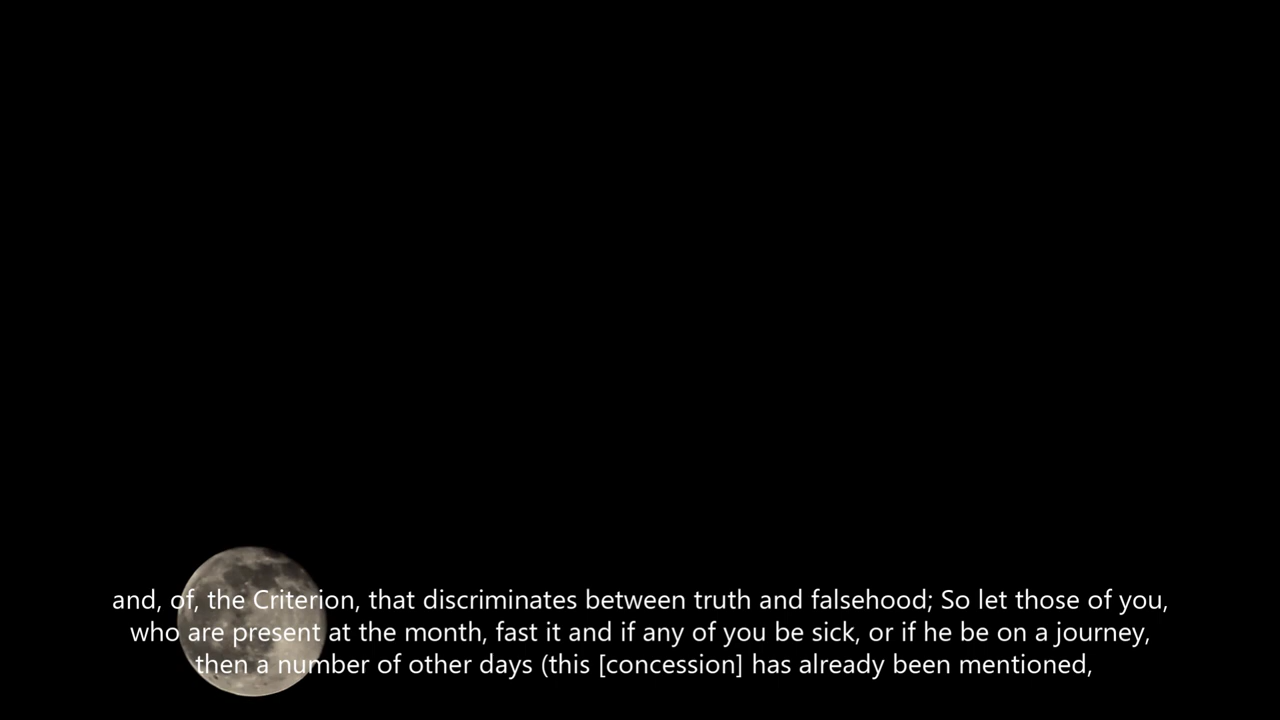 and, of, the Criterion, that discriminates between truth and falsehood; So let those of you,
who are present at the month, fast it and if any of you be sick, or if he be on a journey,
then a number of other days (this [concession] has already been mentioned,